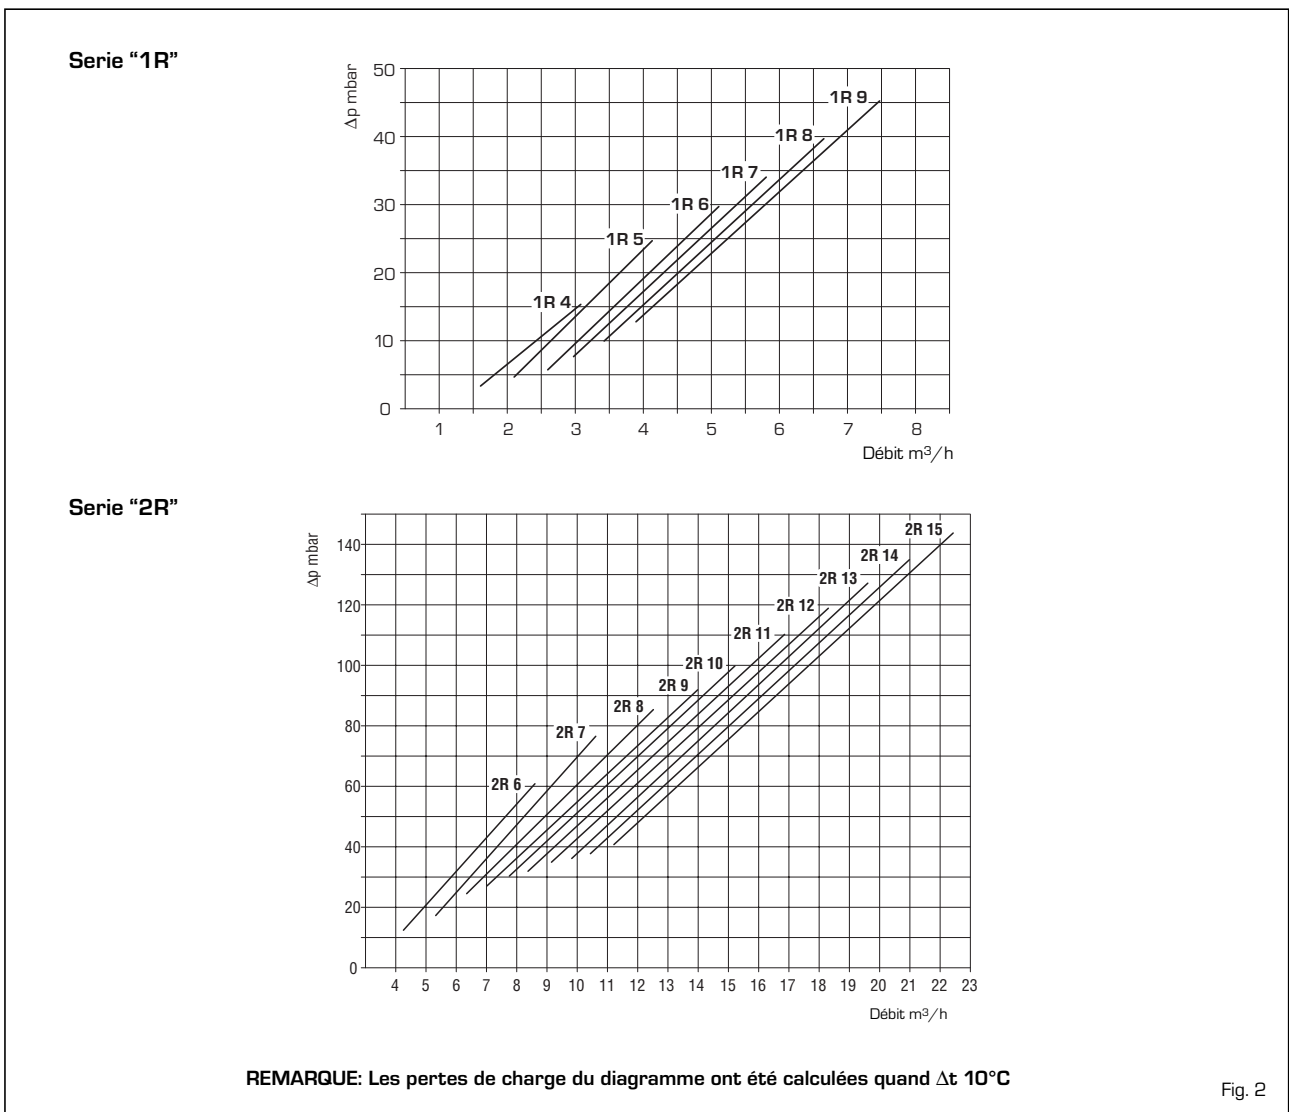 Serie “1R”
Δp mbar
50
40
30
20
10
0
1R 4
1R 5
1R 6
1R 7
1R 8
1R 9
1 2 3 4 5 6 7 8
Débit m³/h
Serie “2R”
Δp mbar
140
120
100
80
60
40
20
0
2R 6
2R 7
2R 8
2R 9
2R 10
2R 11
2R 12
2R 13
2R 14
2R 15
4 5 6 7 8 9 10 11 12 13 14 15 16 17 18 19 20 21 22 23
Débit m³/h
REMARQUE: Les pertes de charge du diagramme ont été calculées quand Δt 10°C
Fig. 2